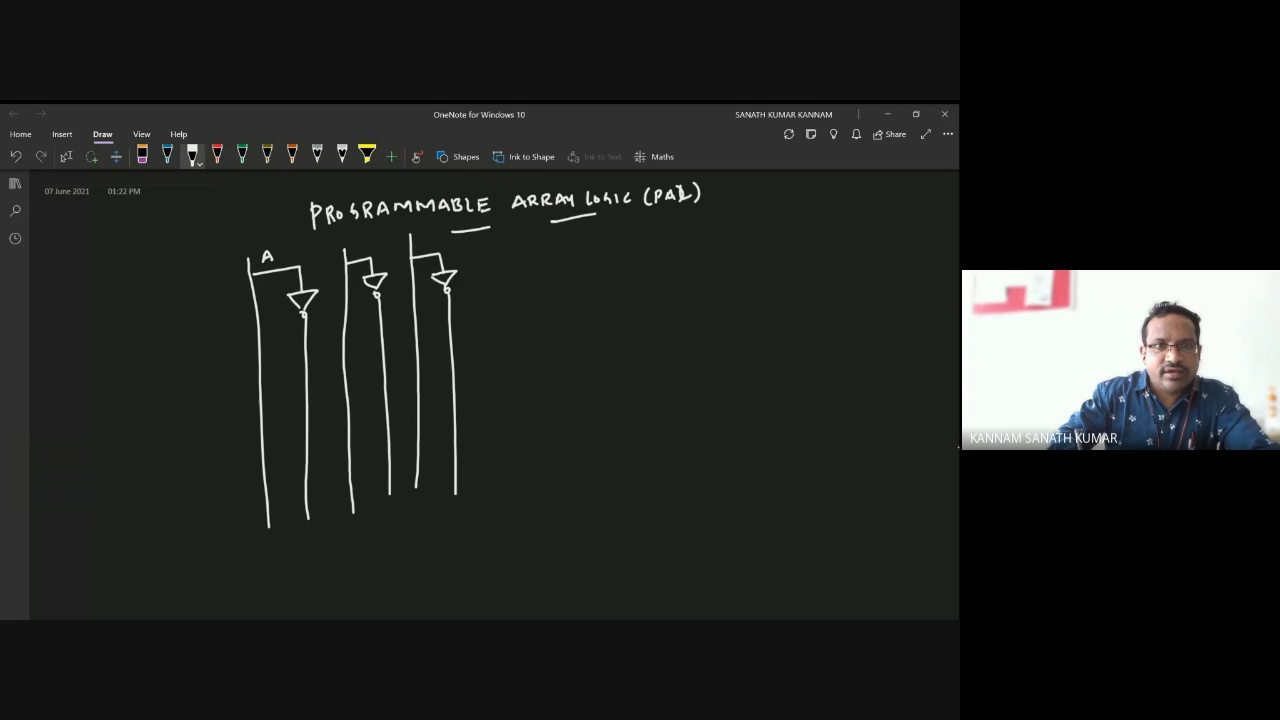 OneNote for Windows 10
SANATH KUMAR KANNAM
Home Insert Draw View Help
Share
Shapes Ink to Shape Ink to Text Maths
07 June 2021 01:22 PM
PROGRAMMABLE ARRAY LOGIC (PAL)
A
KANNAM SANATH KUMAR